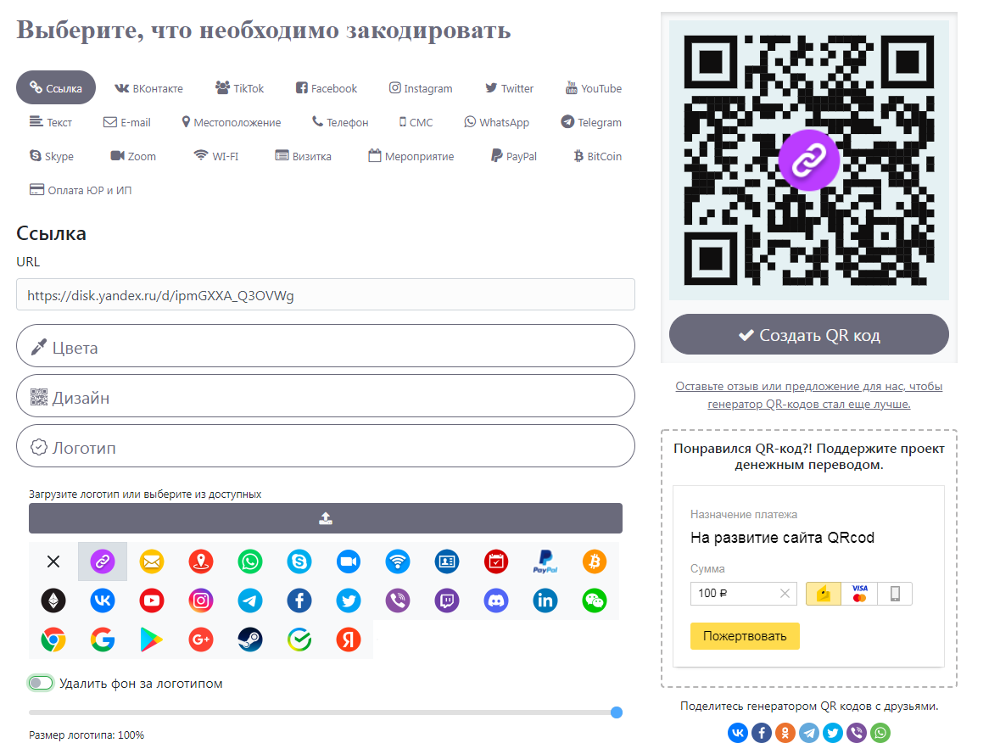 Выберите, что необходимо закодировать
Ссылка
ВКонтакте
TikTok
Facebook
Instagram
Twitter
YouTube
Текст
E-mail
Местоположение
Телефон
СМС
WhatsApp
Telegram
Skype
Zoom
WI-FI
Визитка
Мероприятие
PayPal
BitCoin
Оплата ЮР и ИП
Ссылка
URL
https://disk.yandex.ru/d/ipmGXXA_Q3OVWg
Цвета
Дизайн
Логотип
Загрузите логотип или выберите из доступных
PayPal
G+
in
Я
Удалить фон за логотипом
Размер логотипа: 100%
Создать QR код
Оставьте отзыв или предложение для нас, чтобы
генератор QR-кодов стал еще лучше.
Понравился QR-код?! Поддержите проект
денежным переводом.
Назначение платежа
На развитие сайта QRcod
Сумма
100 ₽
VISA
Пожертвовать
Поделитесь генератором QR кодов с друзьями.